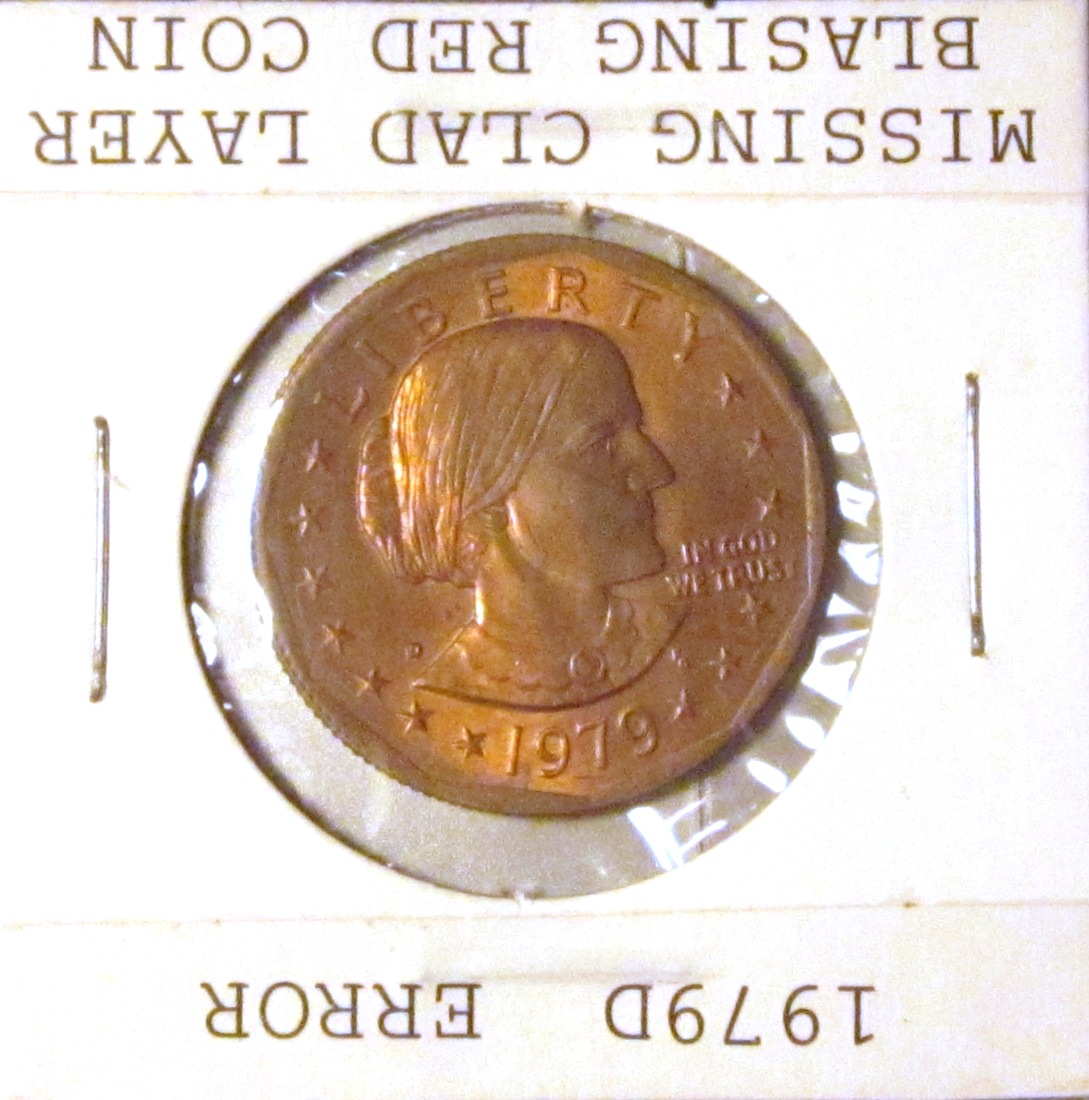 MISSING CLAD LAYER
BLASING RED COIN
LIBERTY
IN GOD
WE TRUST
D
1979
1979D ERROR